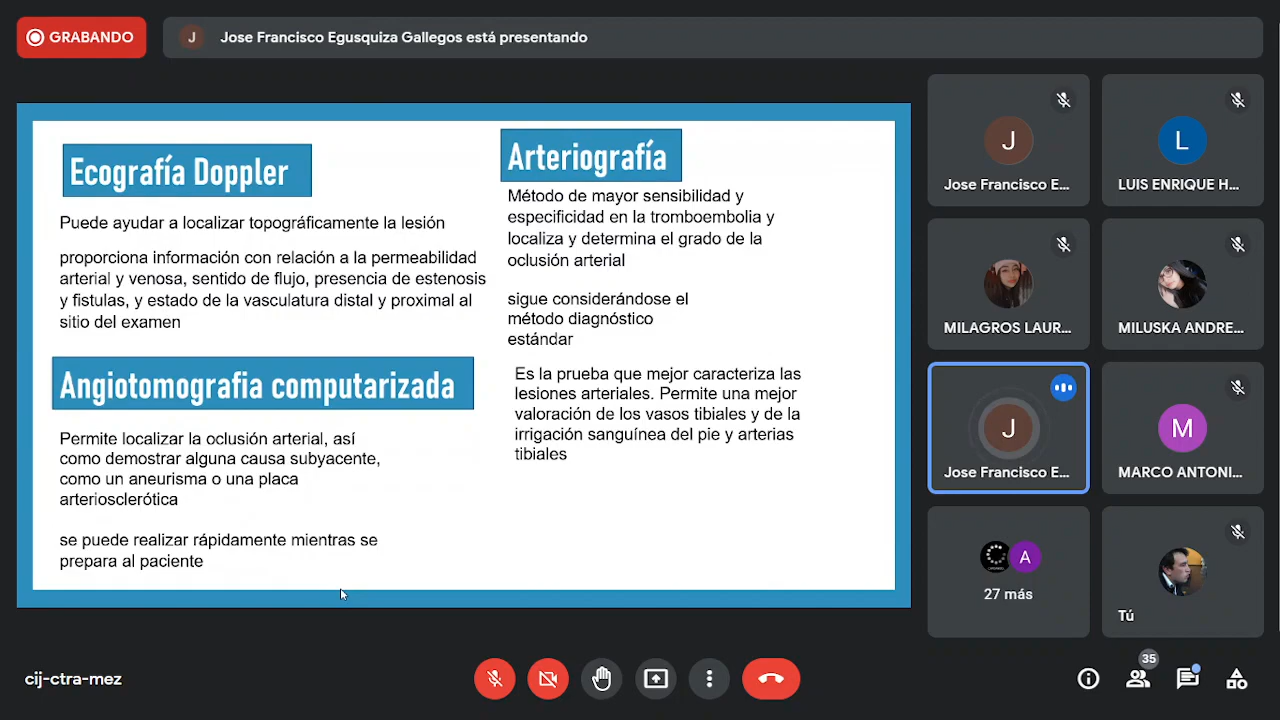 GRABANDO
J
Jose Francisco Egusquiza Gallegos está presentando
Ecografía Doppler
Puede ayudar a localizar topográficamente la lesión
proporciona información con relación a la permeabilidad
arterial y venosa, sentido de flujo, presencia de estenosis
y fistulas, y estado de la vasculatura distal y proximal al
sitio del examen
Angiotomografia computarizada
Permite localizar la oclusión arterial, así
como demostrar alguna causa subyacente,
como un aneurisma o una placa
arteriosclerótica
se puede realizar rápidamente mientras se
prepara al paciente
Arteriografía
Método de mayor sensibilidad y
especificidad en la tromboembolia y
localiza y determina el grado de la
oclusión arterial
sigue considerándose el
método diagnóstico
estándar
Es la prueba que mejor caracteriza las
lesiones arteriales. Permite una mejor
valoración de los vasos tibiales y de la
irrigación sanguínea del pie y arterias
tibiales
J
Jose Francisco E...
L
LUIS ENRIQUE H...
MILAGROS LAUR...
MILUSKA ANDRE...
J
Jose Francisco E...
M
MARCO ANTONI...
A
27 más
Tú
cij-ctra-mez
35